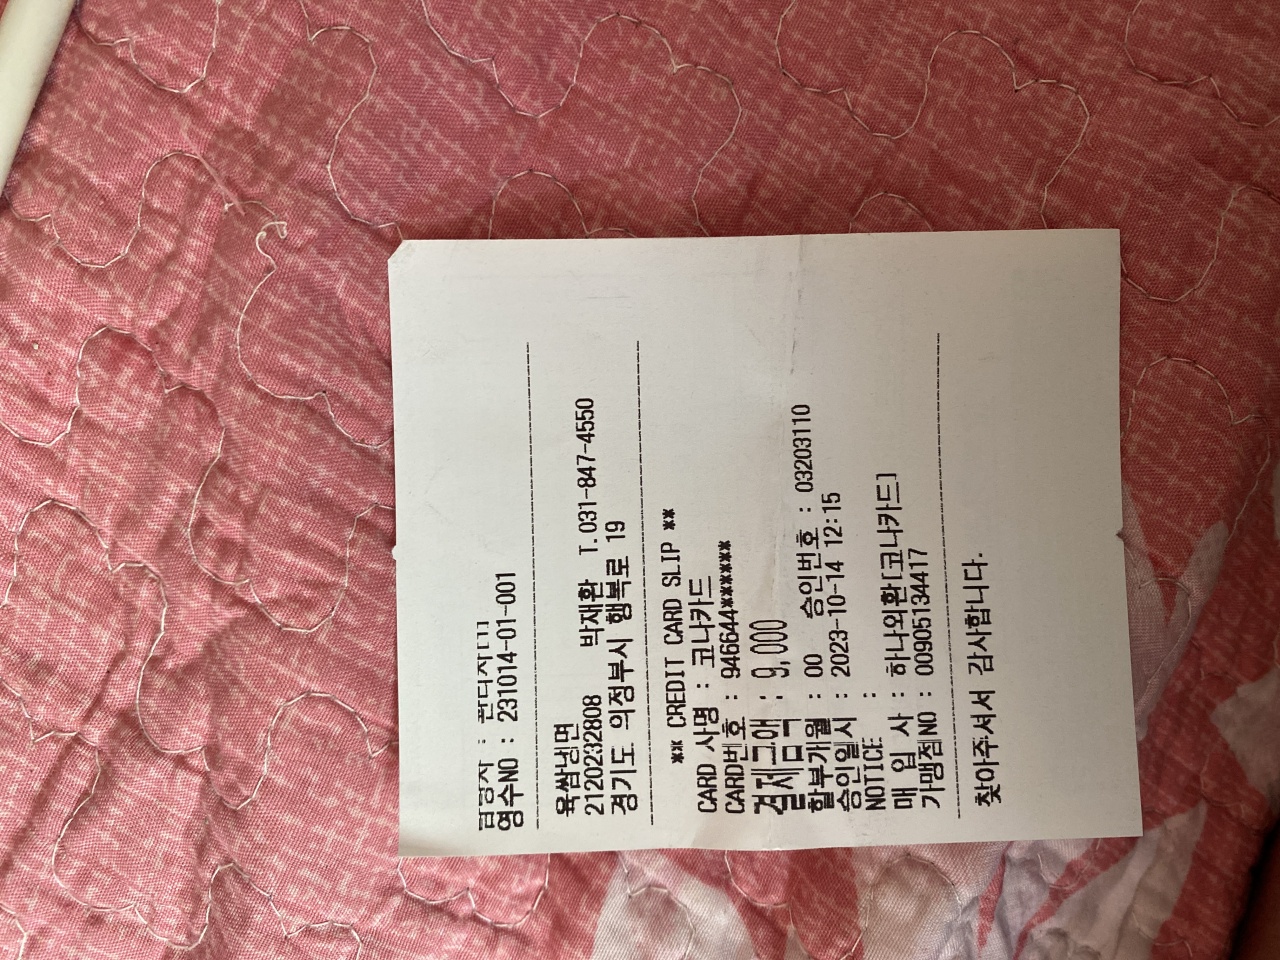 영수NO : 231014-01-001
육쌈냉면
2120232808 박재환 T.031-847-4550
경기도 의정부시 행복로 19
** CREDIT CARD SLIP **
CARD 사명 : 코나카드
CARD번호 : 946644******
결제금액 : 9,000
할부개월 : 00 승인번호 : 03203110
승인일시 : 2023-10-14 12:15
NOTICE :
매 입 사 : 하나외환[코나카드]
가맹점NO : 00905134417
찾아주셔서 감사합니다.